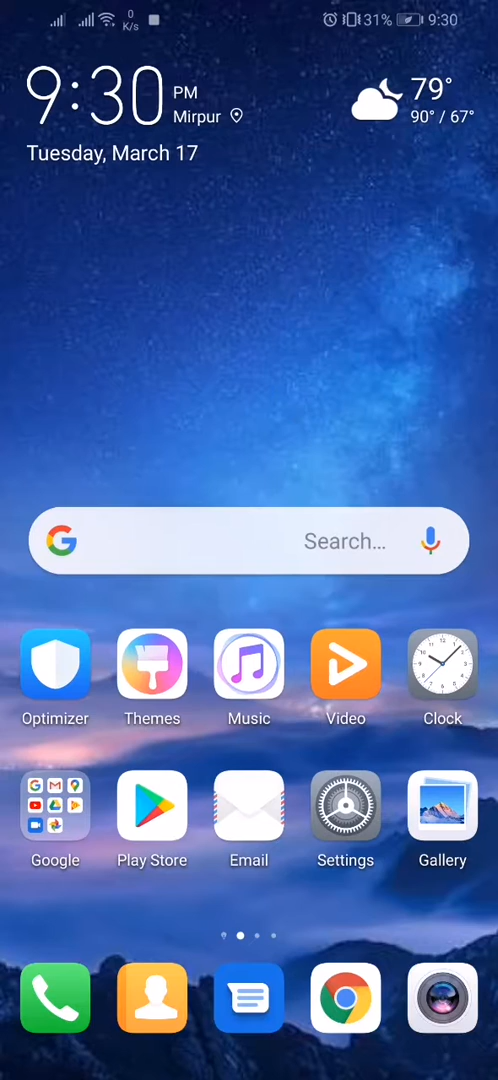 0
K/s
31%
9:30
9:30 PM
Mirpur
Tuesday, March 17
79°
90° / 67°
G Search...
Optimizer
Themes
Music
Video
Clock
Google
Play Store
Email
Settings
Gallery